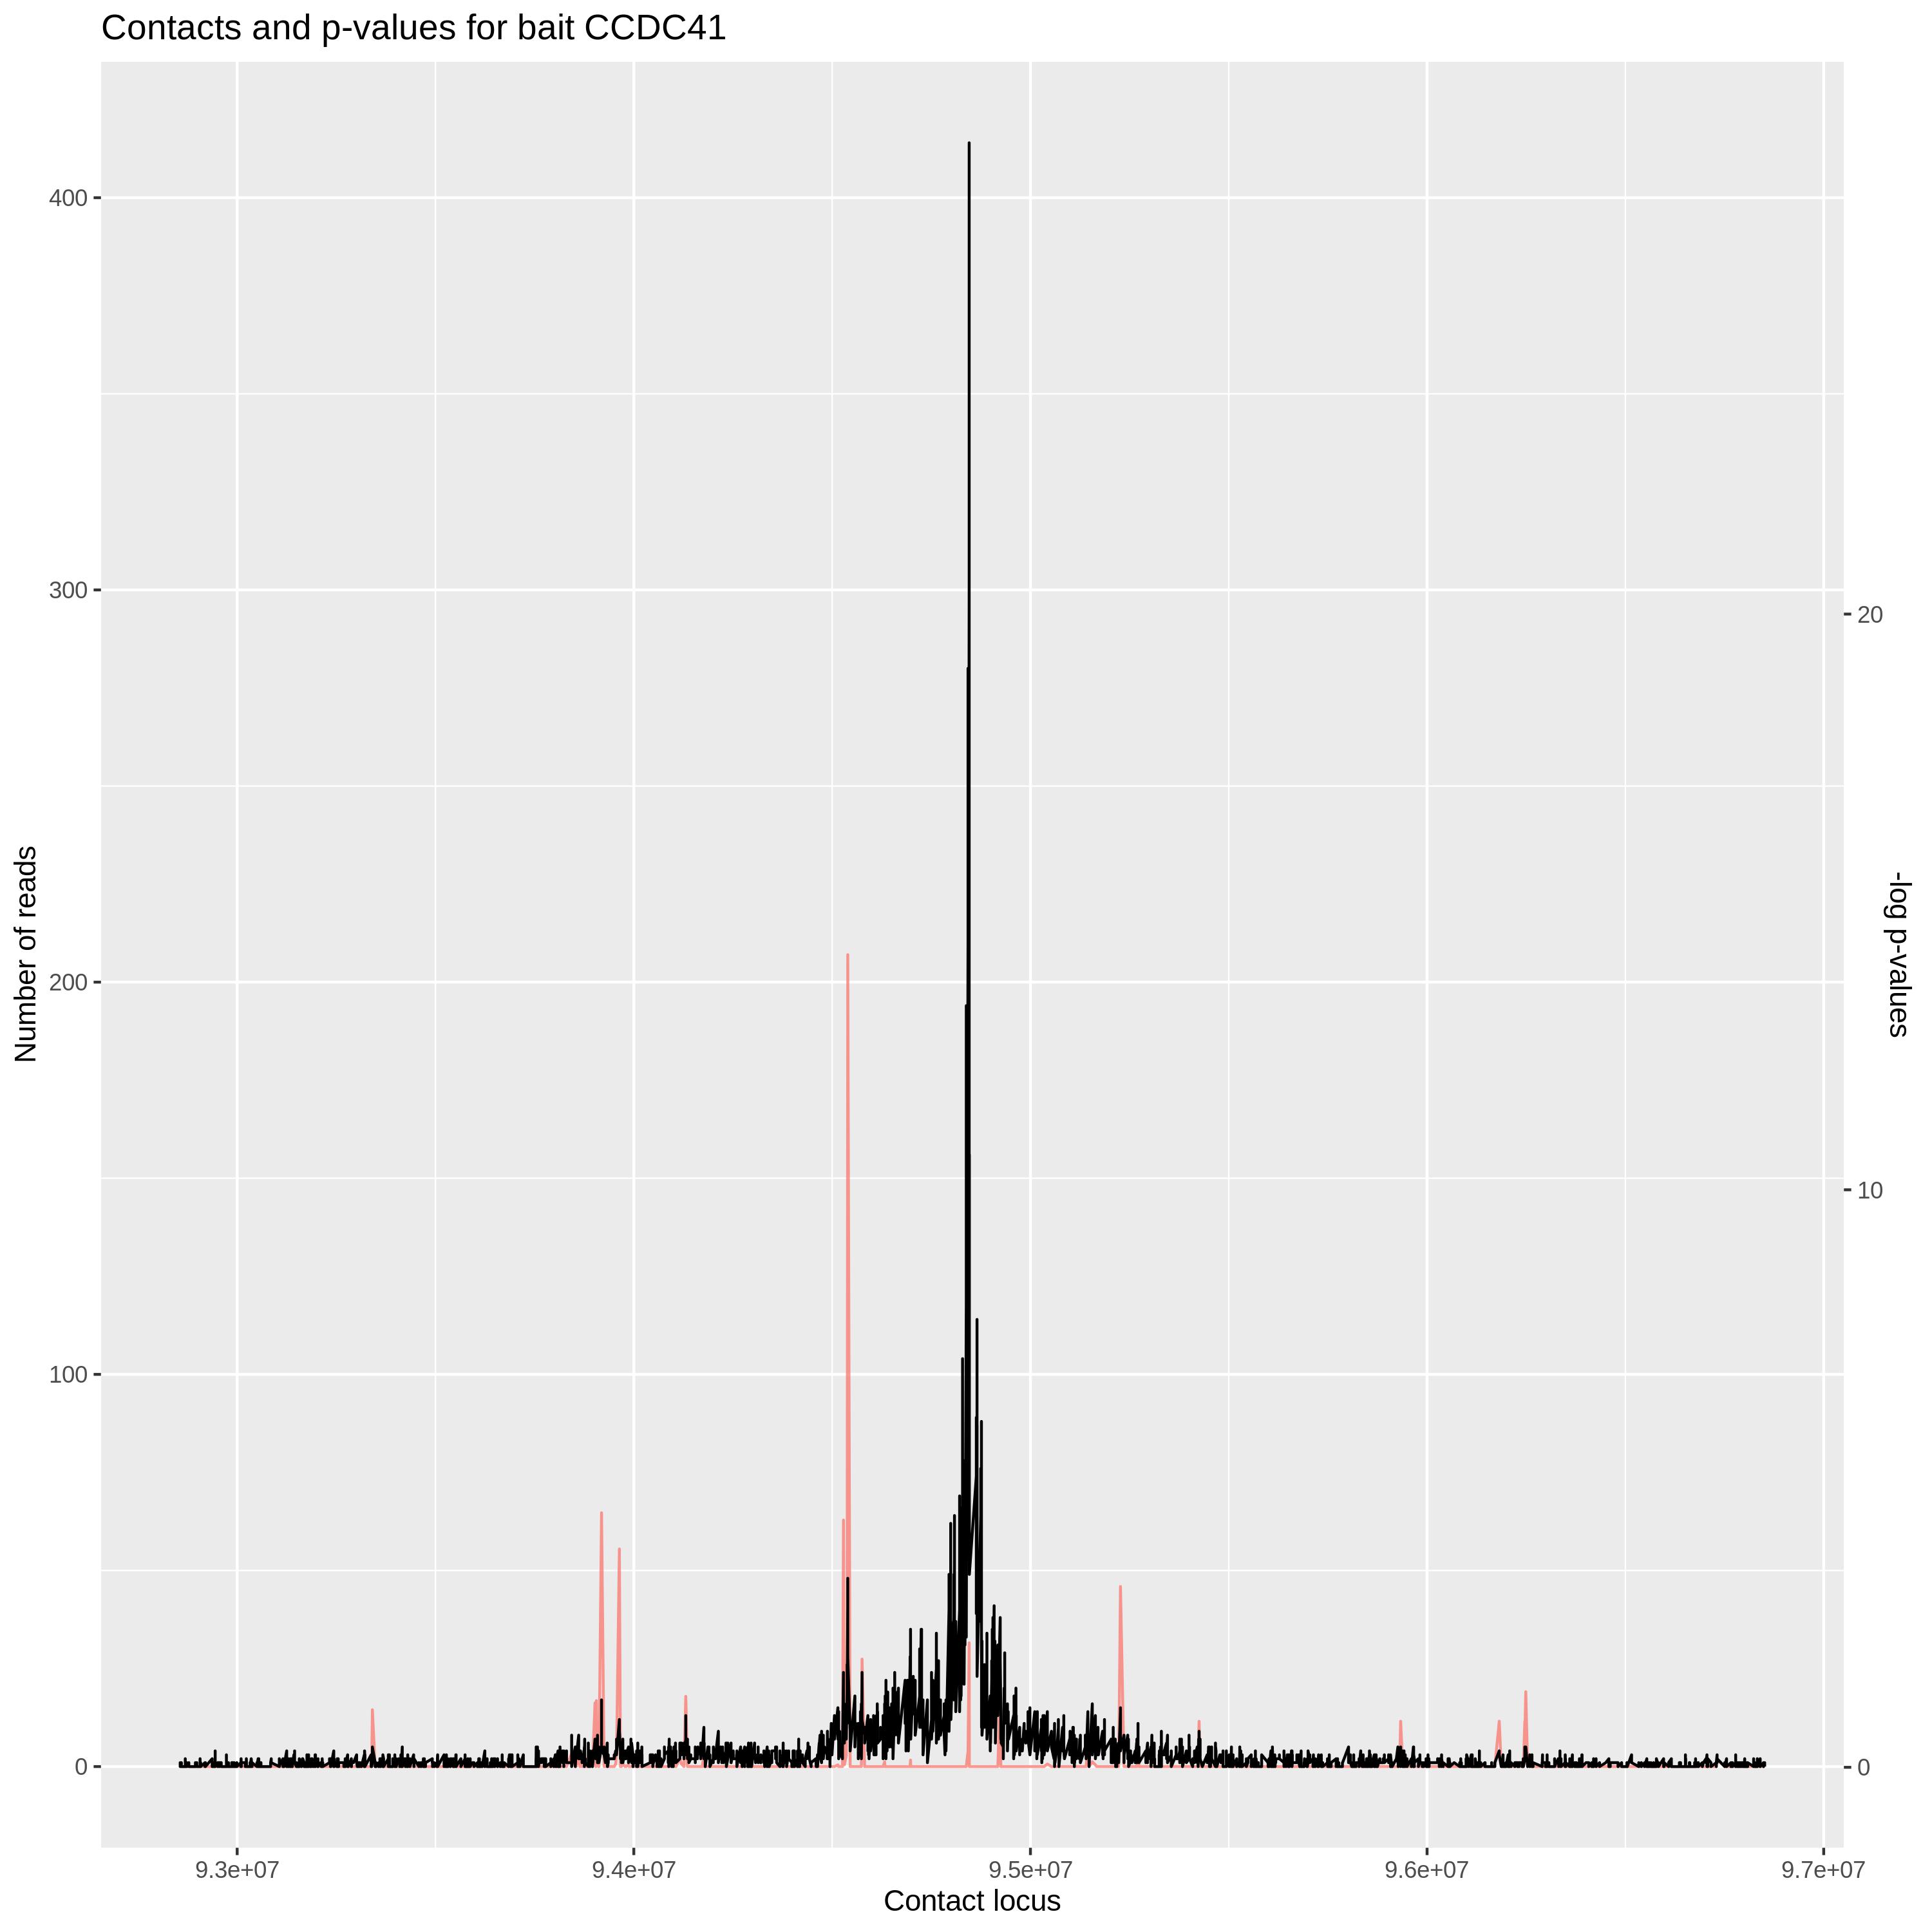 Contacts and p-values for bait CCDC41
400
300
200
100
0
Number of reads
20
10
0
-log p-values
9.3e+07
9.4e+07
9.5e+07
9.6e+07
9.7e+07
Contact locus